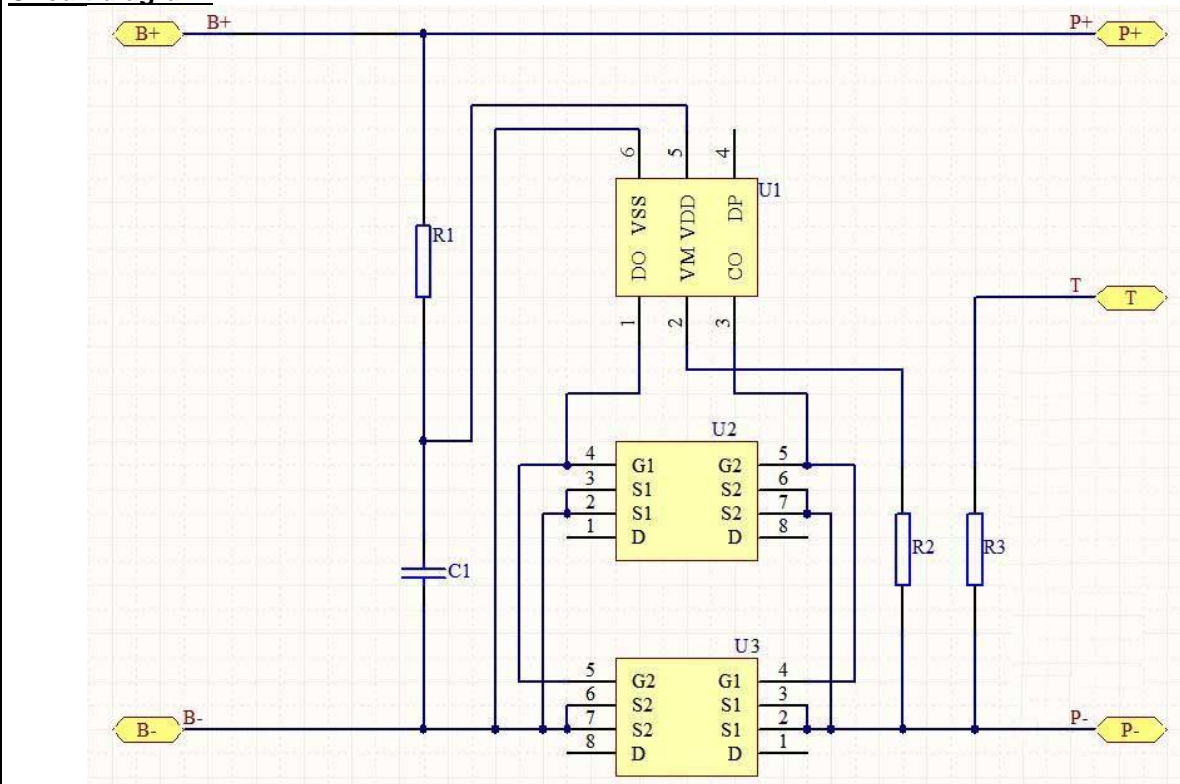 B+ B+ P+ P+
6 5 4
U1
VSS VDD DP
DO VM CO
R1
T T
1 2 3
U2
4 G1 G2 5
3 S1 S2 6
2 S1 S2 7
1 D D 8
R2 R3
C1
U3
5 G2 G1 4
6 S2 S1 3
7 S2 S1 2
8 D D 1
B- B- P- P-